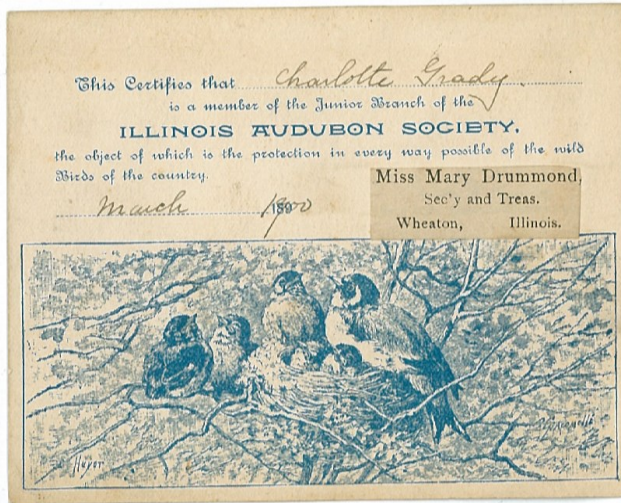 This Certifies that Charlotte Grady.
is a member of the Junior Branch of the
ILLINOIS AUDUBON SOCIETY,
the object of which is the protection in every way possible of the wild
Birds of the country.
Miss Mary Drummond,
Sec'y and Treas.
Wheaton, Illinois.
March 1900
Heyer